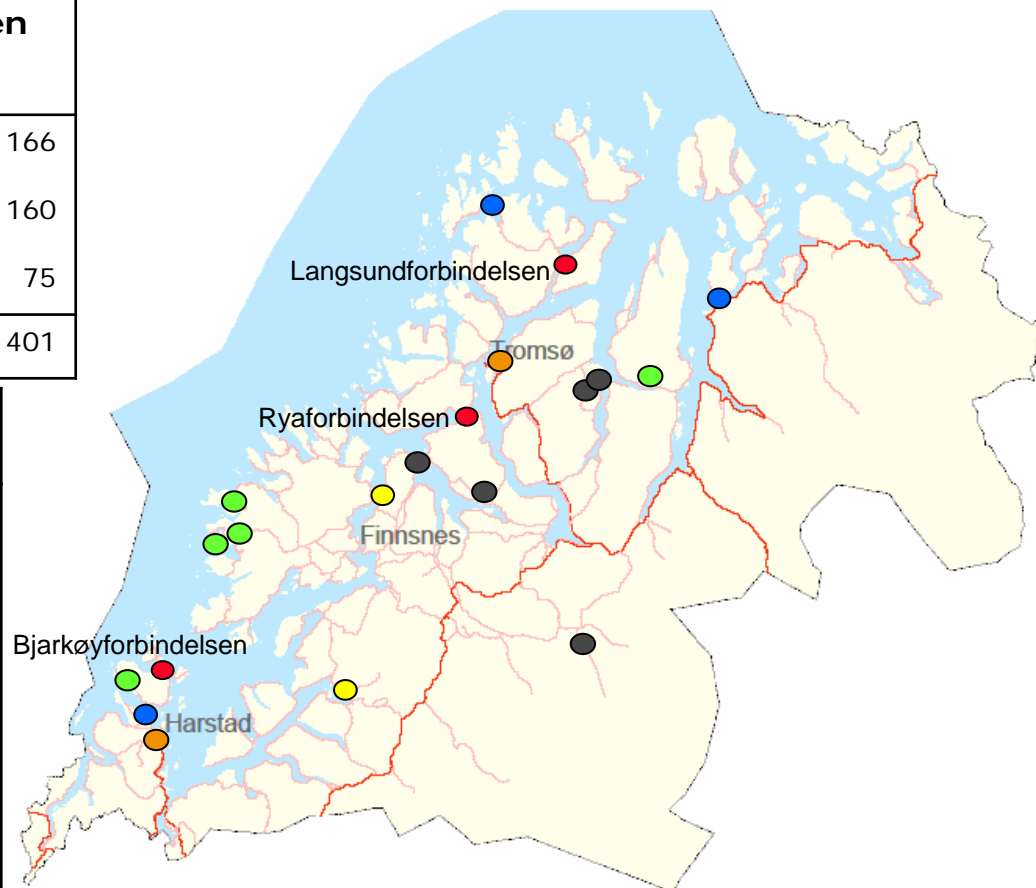 en
166
160
75
401
Langsundforbindelsen
Tromsø
Ryaforbindelsen
Finnsnes
Bjarkøyforbindelsen
Harstad